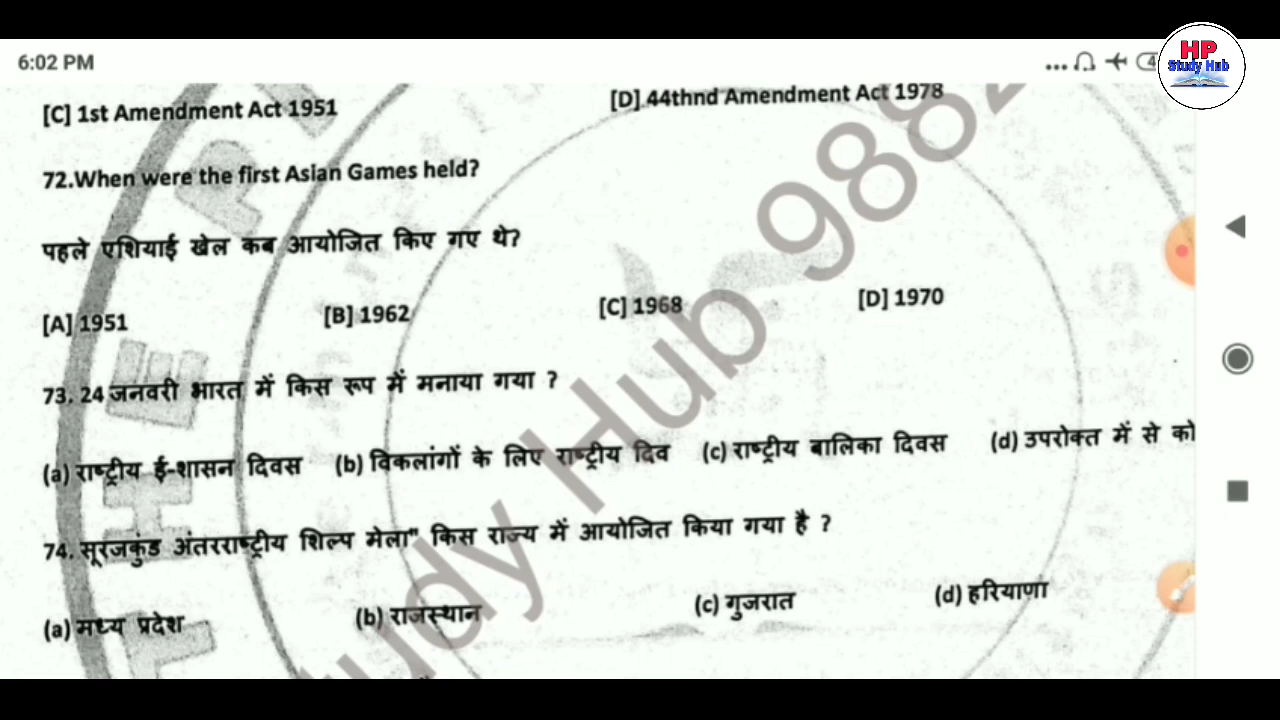 6:02 PM
HP
Study Hub
[C] 1st Amendment Act 1951 [D] 44thnd Amendment Act 1978
72.When were the first Asian Games held?
पहले एशियाई खेल कब आयोजित किए गए थे?
[A] 1951 [B] 1962 [C] 1968 [D] 1970
73. 24 जनवरी भारत में किस रूप में मनाया गया ?
(a) राष्ट्रीय ई-शासन दिवस (b) विकलांगों के लिए राष्ट्रीय दिव (c) राष्ट्रीय बालिका दिवस (d) उपरोक्त में से को
74. सूरजकुंड अंतरराष्ट्रीय शिल्प मेला" किस राज्य में आयोजित किया गया है ?
(a) मध्य प्रदेश (b) राजस्थान (c) गुजरात (d) हरियाणा
tudy Hub 9882